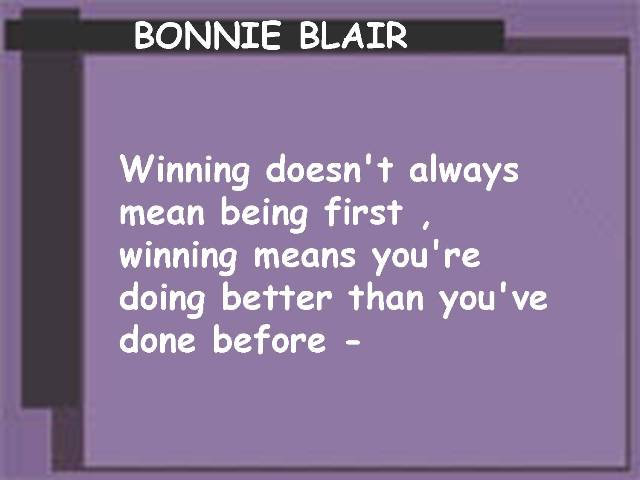 BONNIE BLAIR
Winning doesn't always
mean being first ,
winning means you're
doing better than you've
done before -